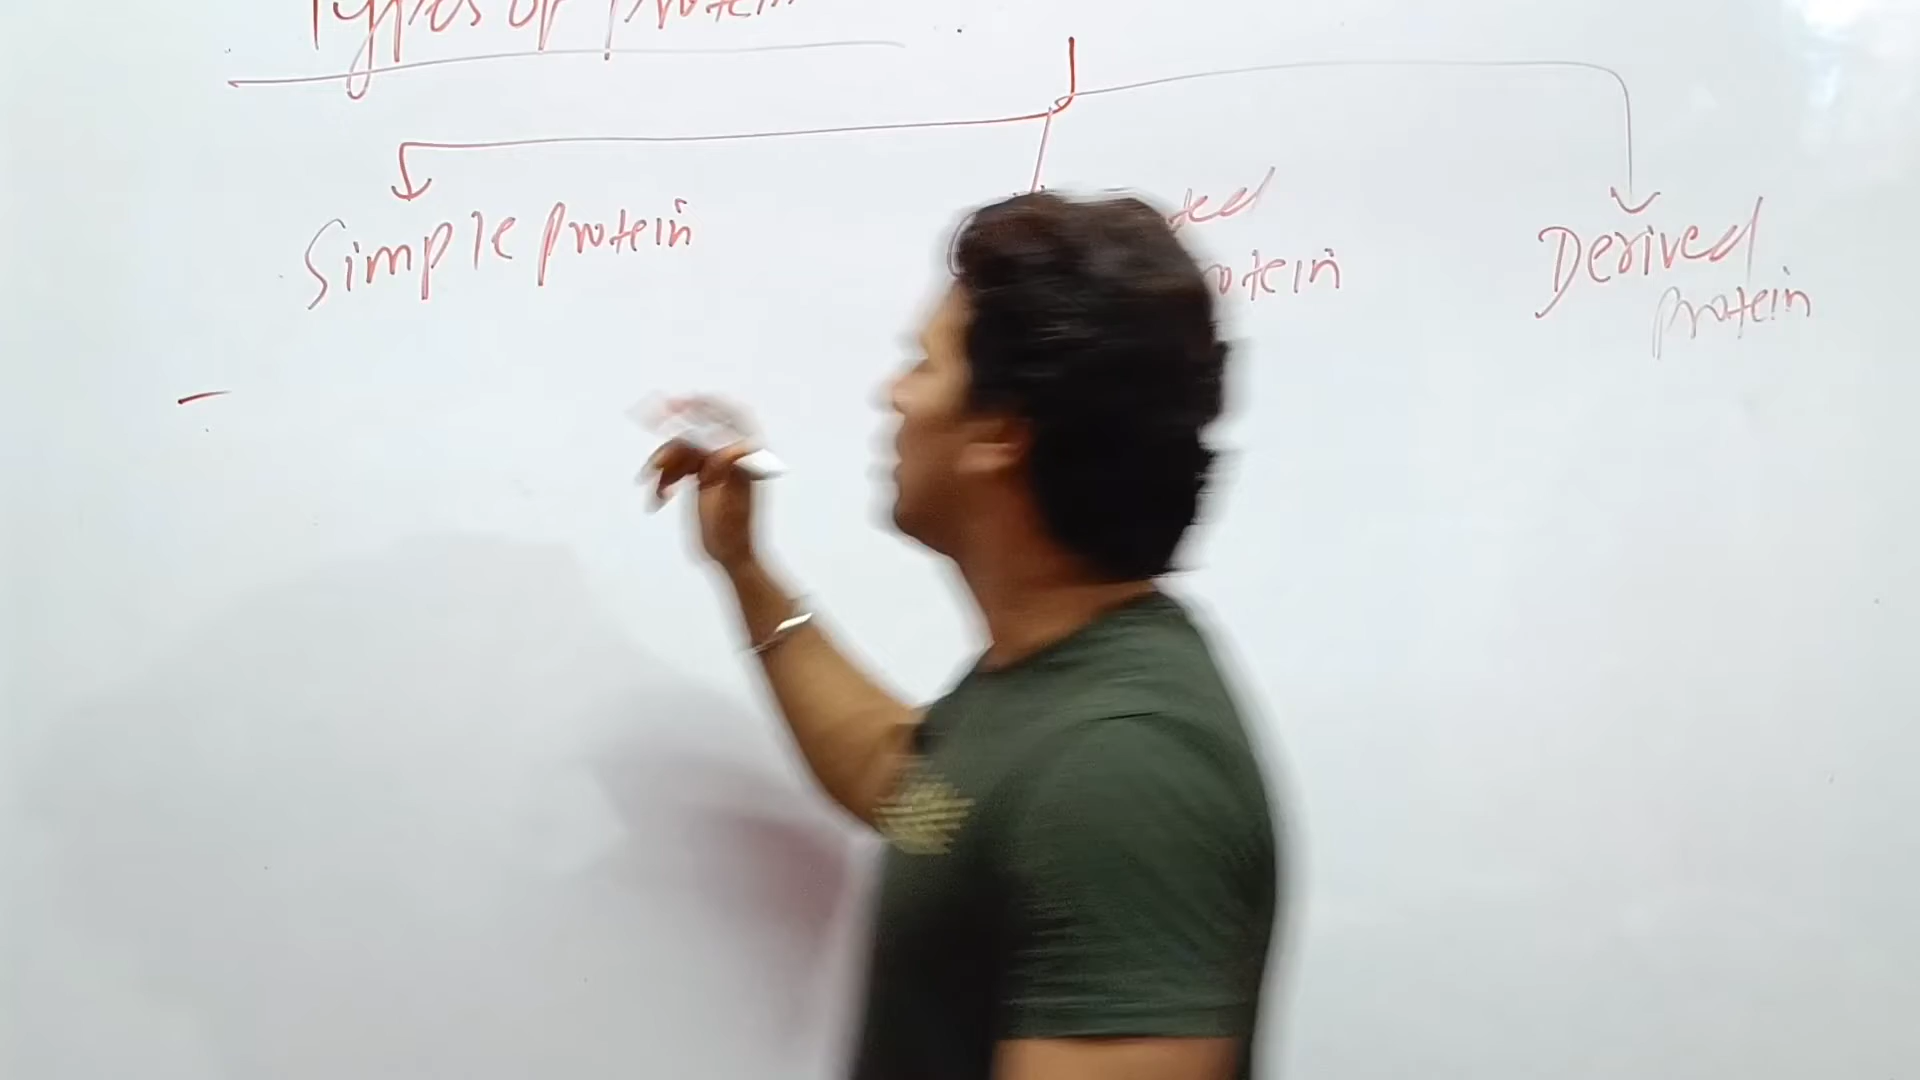 Types of Protein
Simple protein
Derived
protein